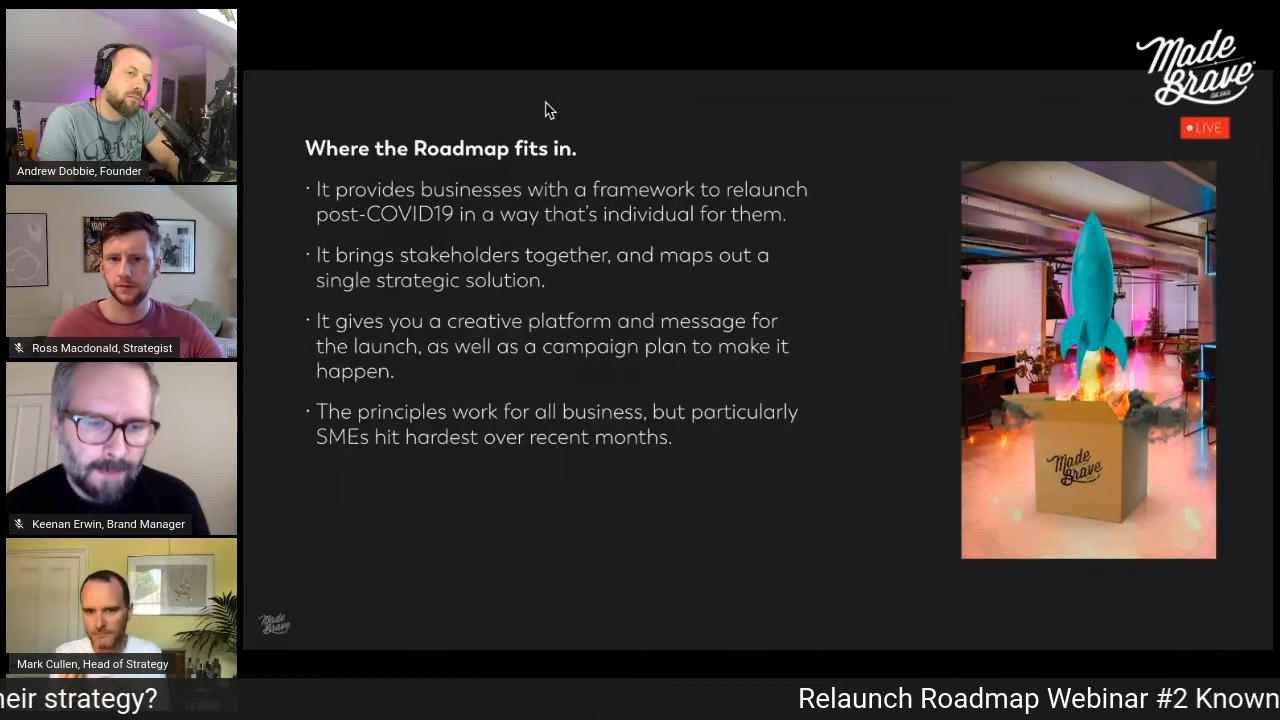 Andrew Dobbie, Founder
Ross Macdonald, Strategist
Keenan Erwin, Brand Manager
Mark Cullen, Head of Strategy
Made
Brave
LIVE
Where the Roadmap fits in.
· It provides businesses with a framework to relaunch
post-COVID19 in a way that's individual for them.
· It brings stakeholders together, and maps out a
single strategic solution.
· It gives you a creative platform and message for
the launch, as well as a campaign plan to make it
happen.
· The principles work for all business, but particularly
SMEs hit hardest over recent months.
Made
Brave
Made
Brave
heir strategy?
Relaunch Roadmap Webinar #2 Known